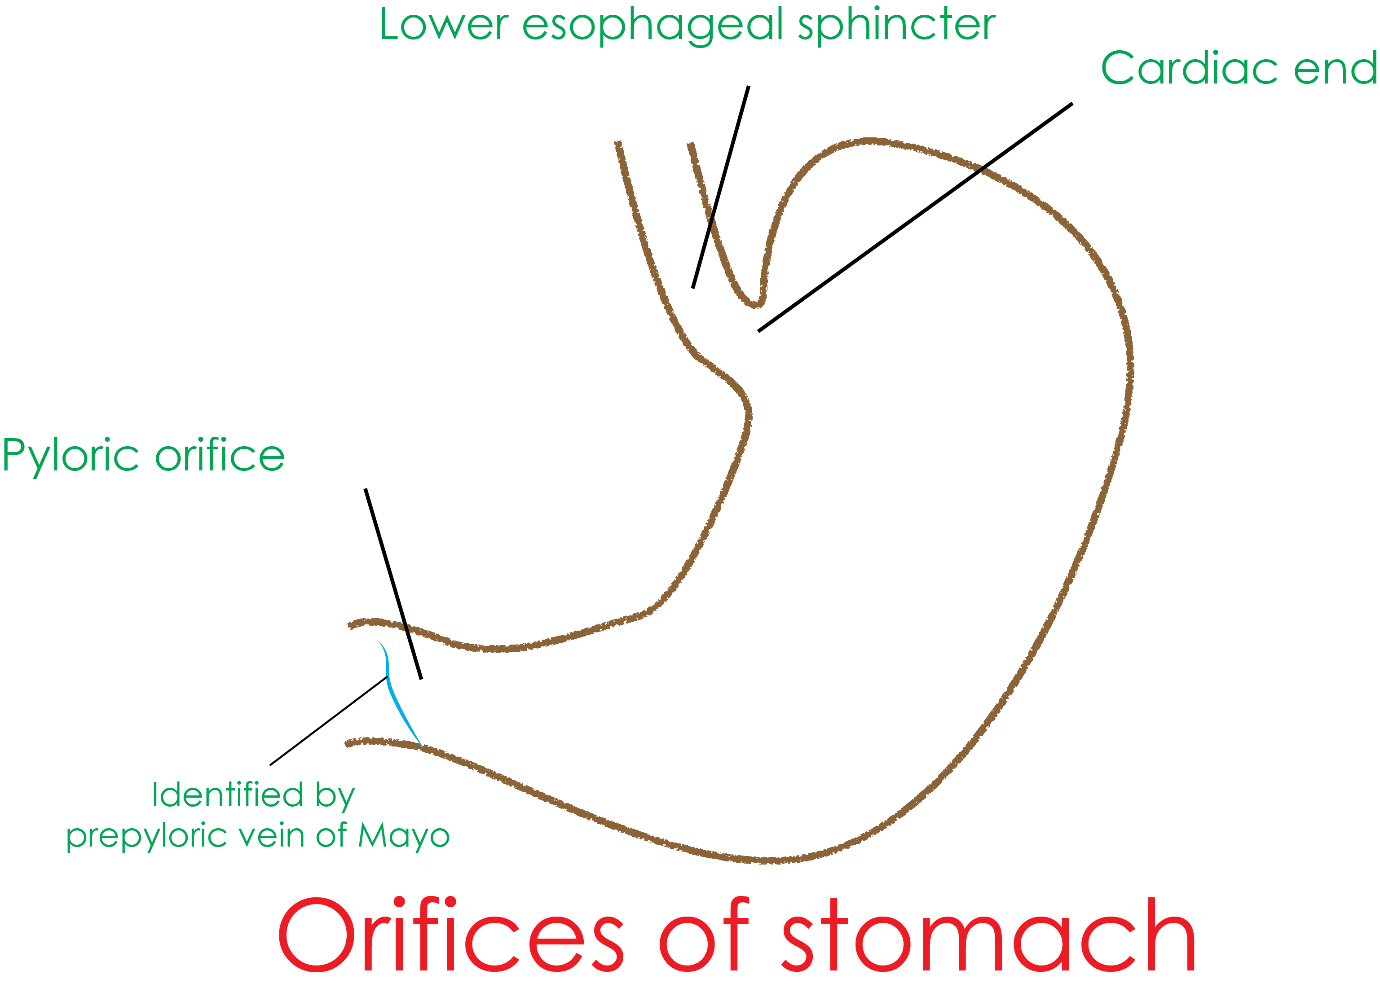 Lower esophageal sphincter
Cardiac end
Pyloric orifice
Identified by
prepyloric vein of Mayo
Orifices of stomach